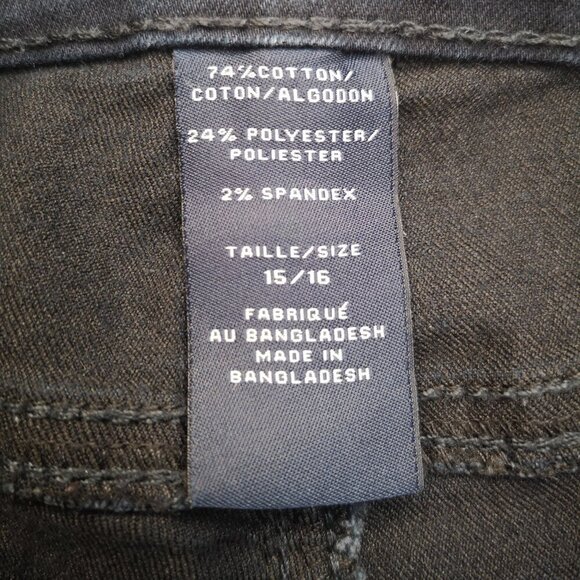 74%COTTON/
COTON/ALGODON
24% POLYESTER/
POLIESTER
2% SPANDEX
TAILLE/SIZE
15/16
FABRIQUÉ
AU BANGLADESH
MADE IN
BANGLADESH